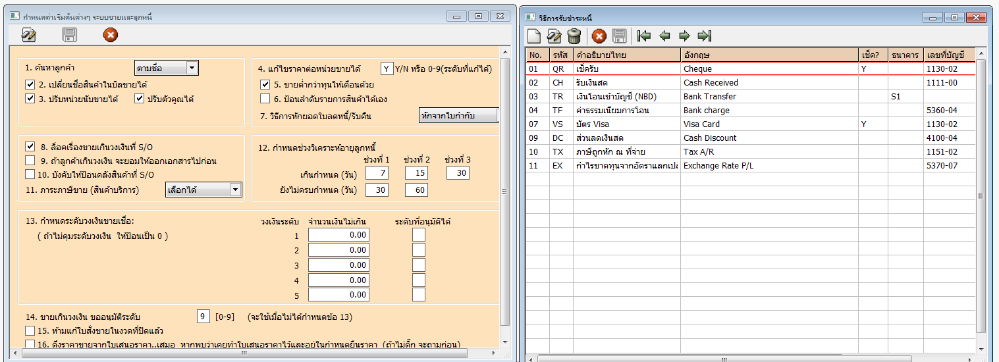 กำหนดค่าเริ่มต้นต่างๆ ระบบขายและลูกหนี้
1. ค้นหาลูกค้า ตามชื่อ
2. เปลี่ยนชื่อสินค้าในบิลขายได้
3. ปรับหน่วยนับขายได้ ปรับตัวคูณได้
4. แก้ไขราคาต่อหน่วยขายได้ Y Y/N หรือ 0-9(ระดับที่แก้ได้)
5. ขายต่ำกว่าทุนให้เตือนด้วย
6. ป้อนลำดับรายการสินค้าได้เอง
7. วิธีการหักยอดใบลดหนี้/รับคืน หักจากใบกำกับ
8. ล็อคเรื่องขายเกินวงเงินที่ S/O
9. ถ้าลูกค้าเกินวงเงิน จะยอมให้ออกเอกสารไปก่อน
10. บังคับให้ป้อนคลังสินค้าที่ S/O
11. ภาระภาษีขาย (สินค้าบริการ) เลือกได้
12. กำหนดช่วงวิเคราะห์อายุลูกหนี้
ช่วงที่ 1 ช่วงที่ 2 ช่วงที่ 3
เกินกำหนด (วัน) 7 15 30
ยังไม่ครบกำหนด (วัน) 30 60
13. กำหนดระดับวงเงินขายเชื่อ: วงเงินระดับ จำนวนเงินไม่เกิน ระดับที่อนุมัติได้
( ถ้าไม่คุมระดับวงเงิน ให้ป้อนเป็น 0 ) 1 0.00
2 0.00
3 0.00
4 0.00
5 0.00
14. ขายเกินวงเงิน ขออนุมัติระดับ 9 [0-9] (จะใช้เมื่อไม่ได้กำหนดข้อ 13)
15. ห้ามแก้ใบสั่งขายในงวดที่ปิดแล้ว
16. ดึงราคาขายจากใบเสนอราคา..เสมอ หากพบว่าเคยทำใบเสนอราคาไว้และอยู่ในกำหนดยืนราคา (ถ้าไม่ติ๊ก จะถามก่อน)
วิธีการรับชำระหนี้
No. รหัส คำอธิบายไทย อังกฤษ เช็ค? ธนาคาร เลขที่บัญชี
01 QR เช็ครับ Cheque Y 1130-02
02 CH รับเงินสด Cash Received 1111-00
03 TR เงินโอนเข้าบัญชี (NBD) Bank Transfer S1
04 TF ค่าธรรมเนียมการโอน Bank charge 5360-04
07 VS บัตร Visa Visa Card Y 1130-02
09 DC ส่วนลดเงินสด Cash Discount 4100-04
10 TX ภาษีถูกหัก ณ ที่จ่าย Tax A/R 1151-02
11 EX กำไรขาดทุนจากอัตราแลกเปลี่ Exchange Rate P/L 5370-07